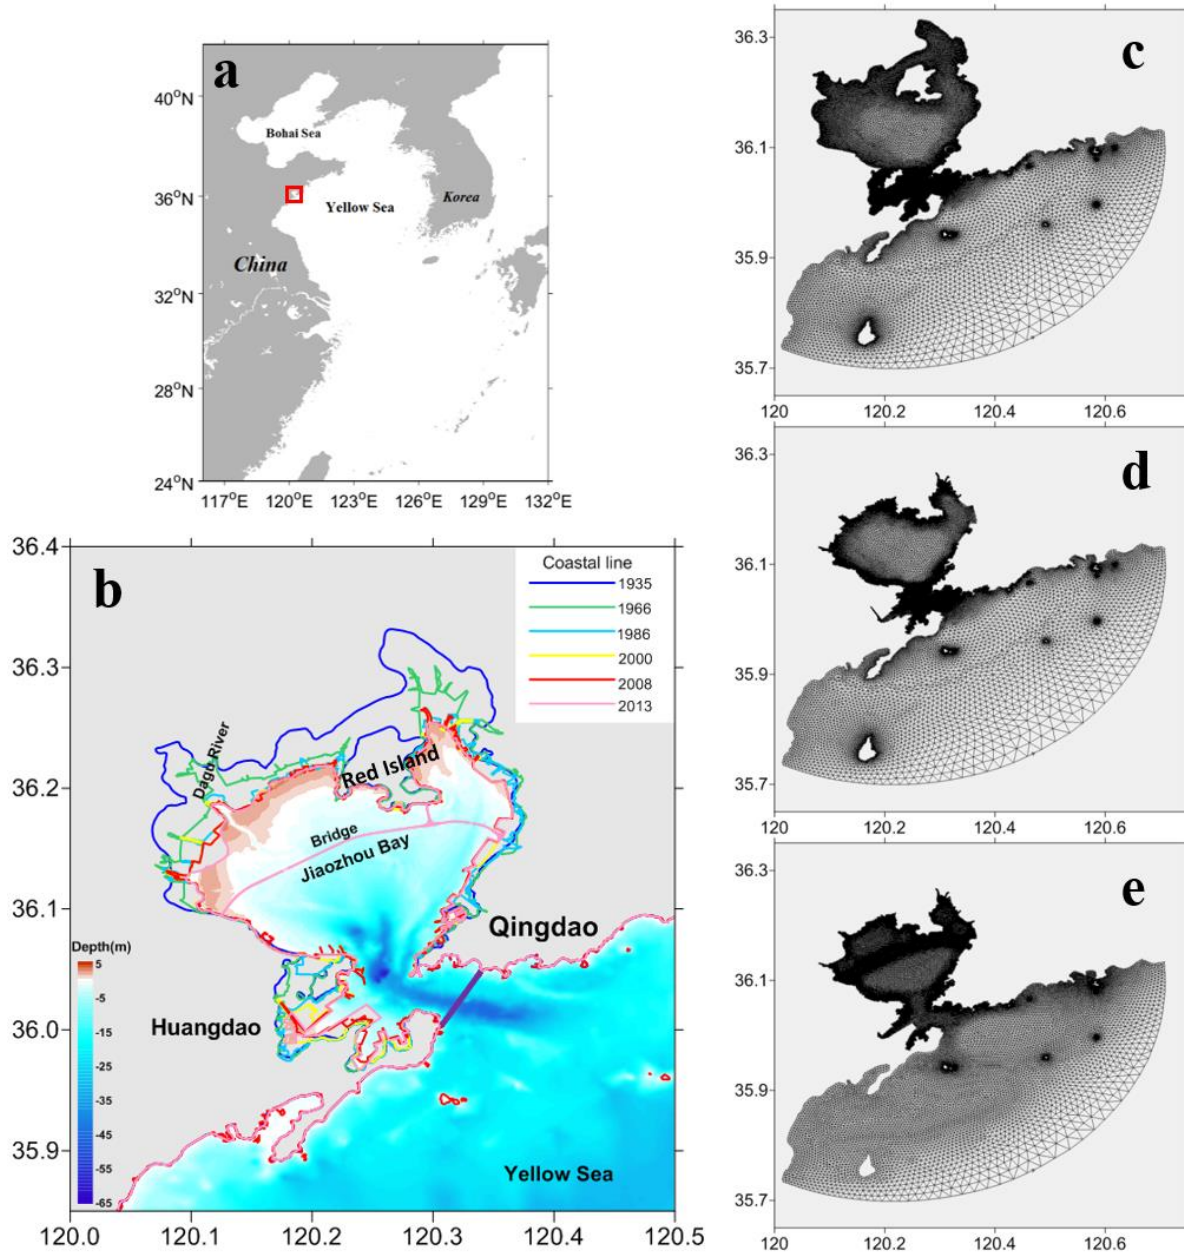 a
40°N
36°N
32°N
28°N
24°N
117°E 120°E 123°E 126°E 129°E 132°E
Bohai Sea
Yellow Sea
Korea
China
b
36.4
36.3
36.2
36.1
36.0
35.9
120.0 120.1 120.2 120.3 120.4 120.5
Coastal line
1935
1966
1986
2000
2008
2013
Dago River
Red Island
Bridge
Jiaozhou Bay
Qingdao
Huangdao
Yellow Sea
Depth(m)
5
-5
-15
-25
-35
-45
-55
-65
c
36.3
36.1
35.9
35.7
120 120.2 120.4 120.6
d
36.3
36.1
35.9
35.7
120 120.2 120.4 120.6
e
36.3
36.1
35.9
35.7
120 120.2 120.4 120.6